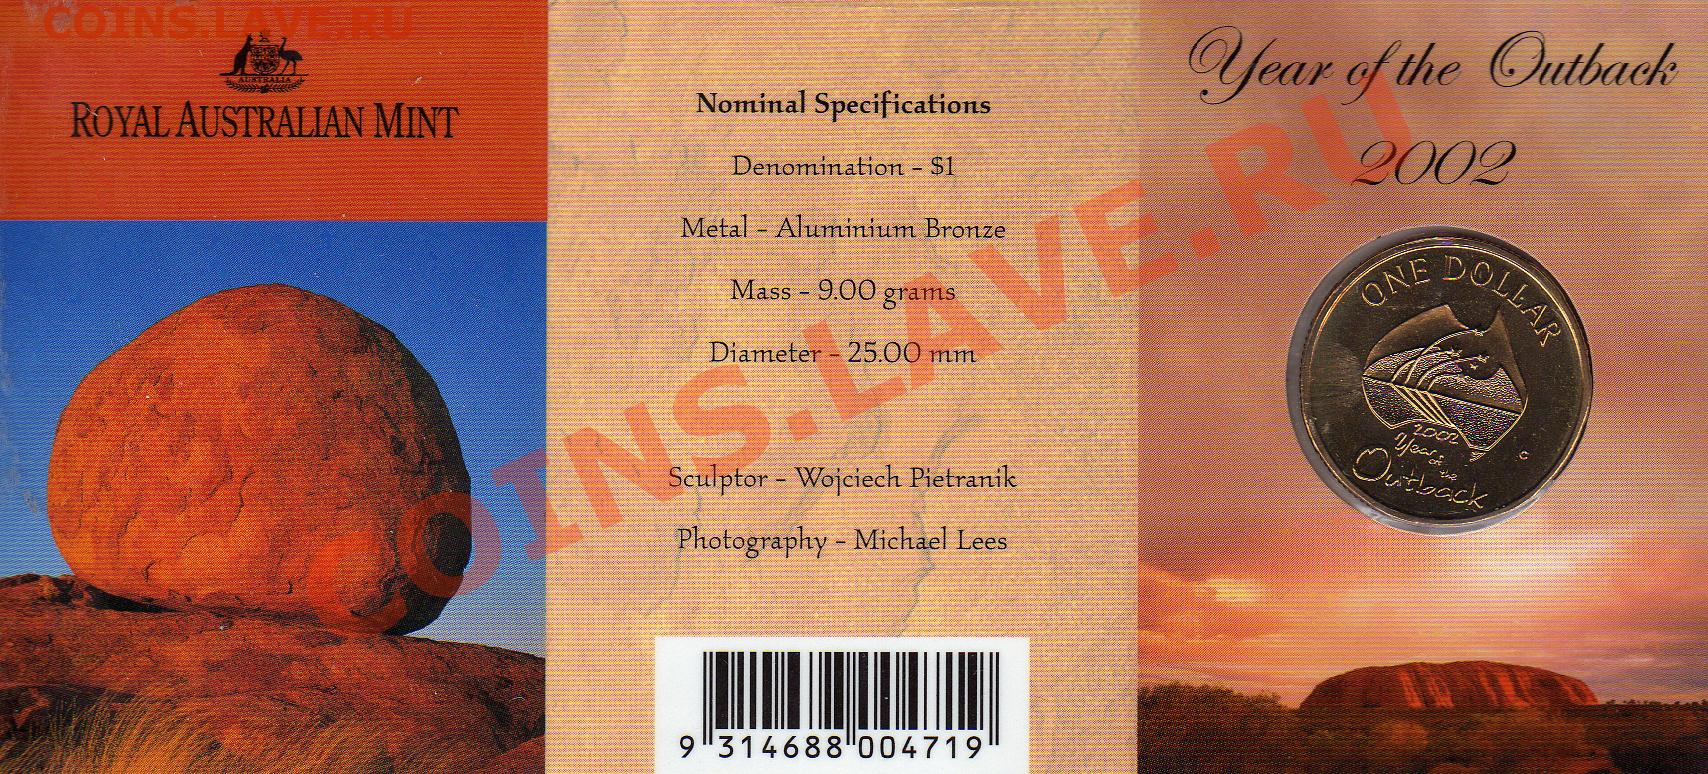 COINS.LAVE.RU
AUSTRALIA
ROYAL AUSTRALIAN MINT
Nominal Specifications
Denomination - $1
Metal - Aluminium Bronze
Mass - 9.00 grams
Diameter - 25.00 mm
Sculptor - Wojciech Pietranik
Photography - Michael Lees
9 314688 004719
Year of the Outback
2002
ONE DOLLAR
2002
Year of the
Outback
C
COINS.LAVE.RU